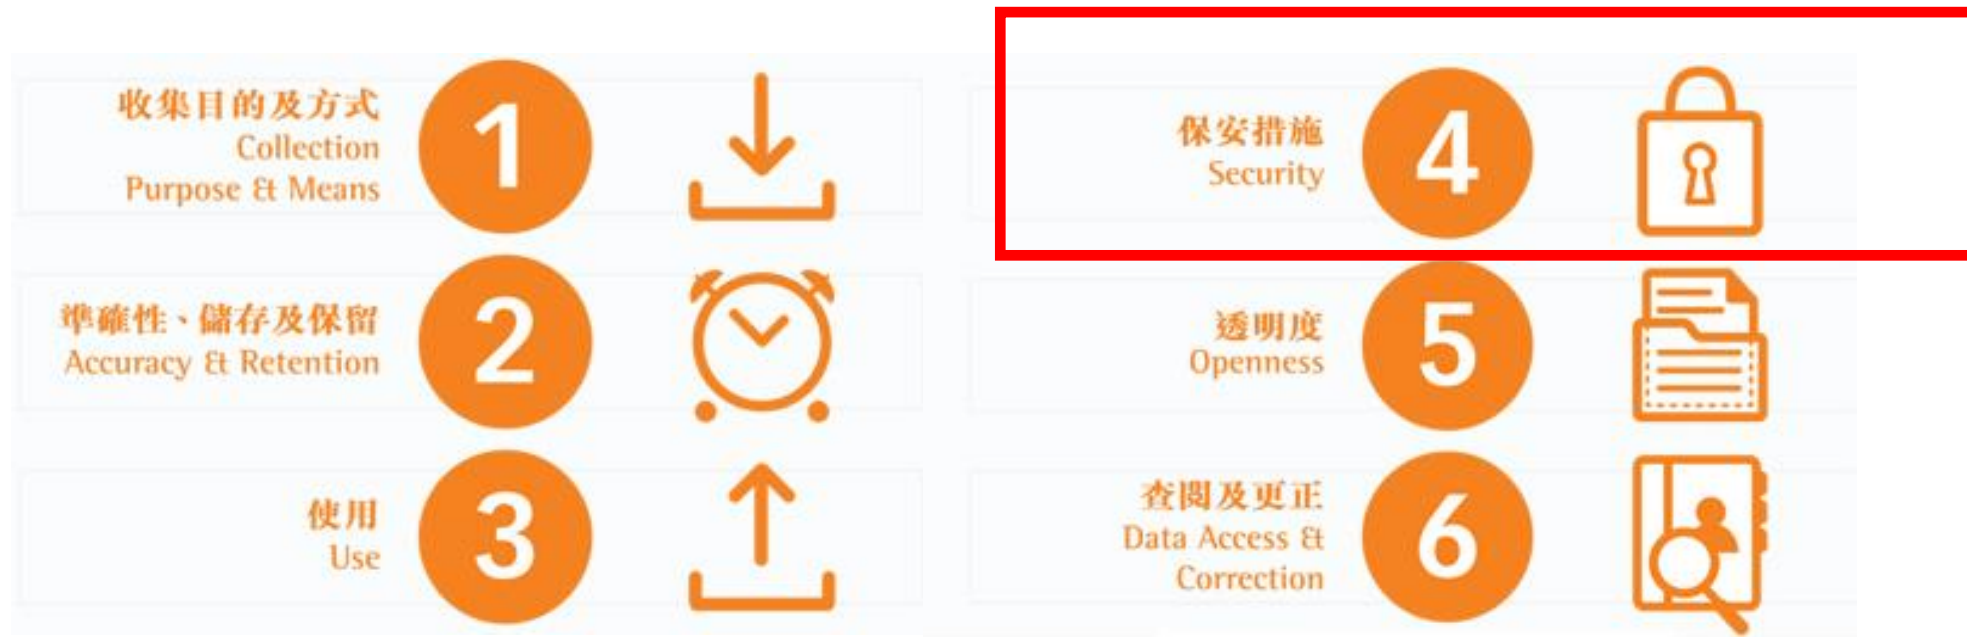 收集目的及方式
Collection
Purpose & Means
1
準確性、儲存及保留
Accuracy & Retention
2
使用
Use
3
保安措施
Security
4
透明度
Openness
5
查閱及更正
Data Access &
Correction
6